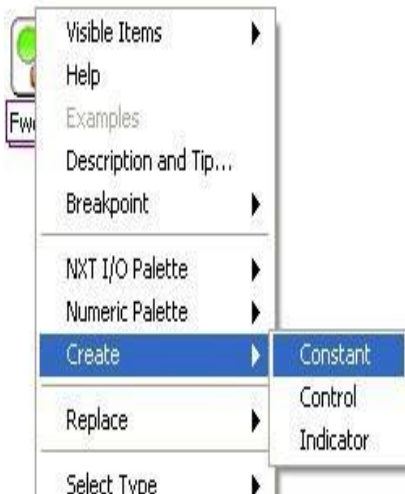 Visible Items
Help
Fw
Examples
Description and Tip...
Breakpoint
NXT I/O Palette
Numeric Palette
Create
Constant
Control
Indicator
Replace
Select Type